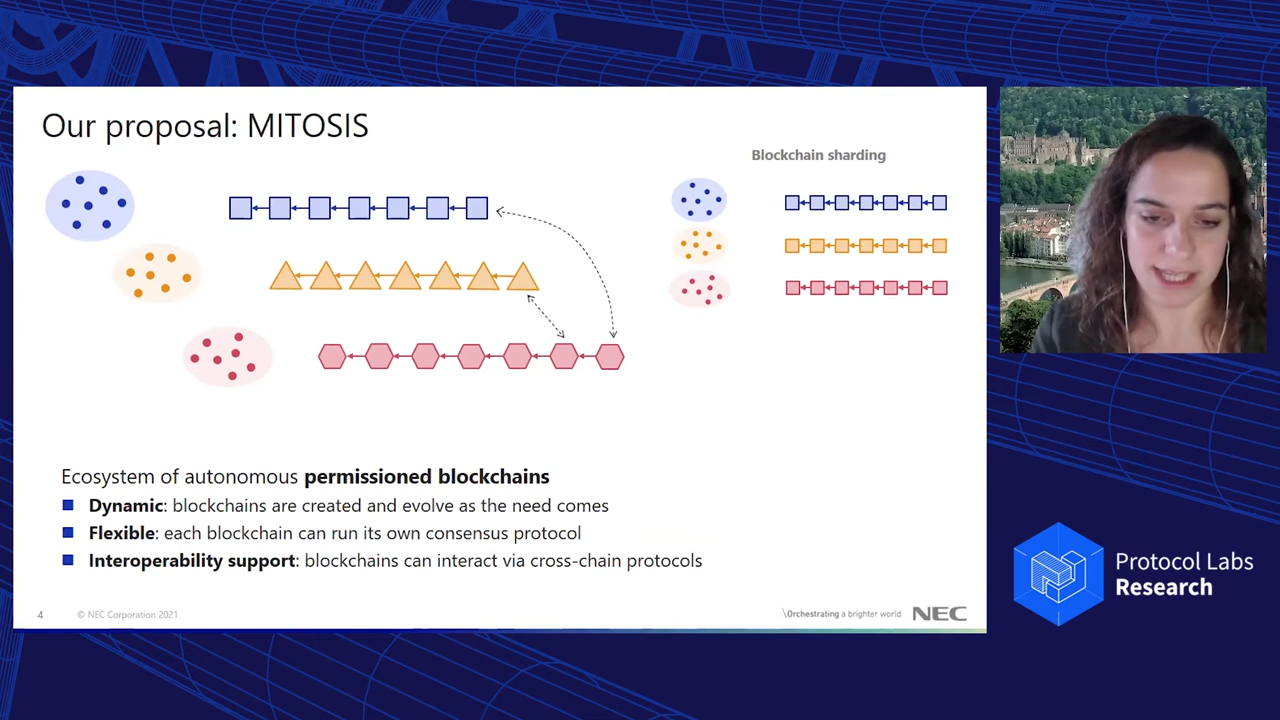 Our proposal: MITOSIS
Blockchain sharding
Ecosystem of autonomous permissioned blockchains
Dynamic: blockchains are created and evolve as the need comes
Flexible: each blockchain can run its own consensus protocol
Interoperability support: blockchains can interact via cross-chain protocols
4 © NEC Corporation 2021
\Orchestrating a brighter world NEC
Protocol Labs
Research